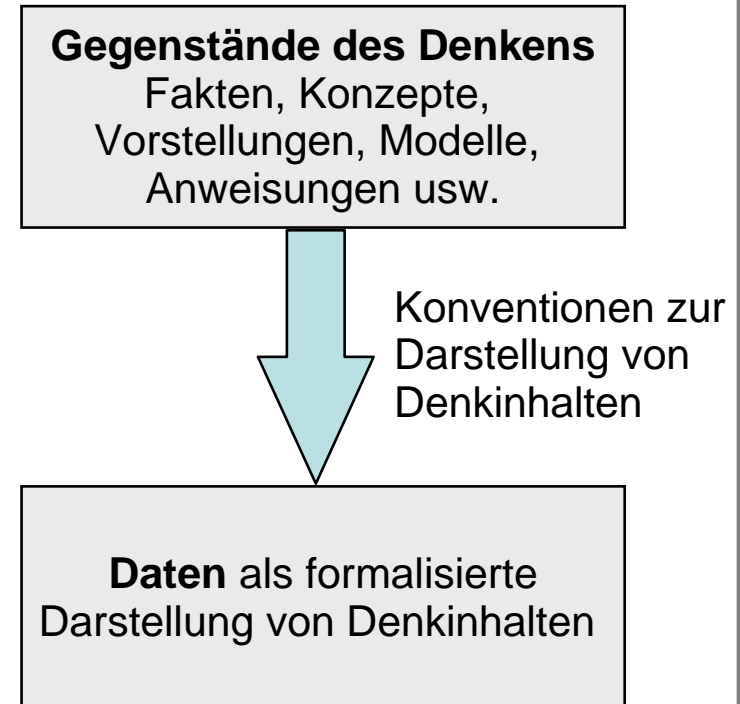 Gegenstände des Denkens
Fakten, Konzepte,
Vorstellungen, Modelle,
Anweisungen usw.
Konventionen zur
Darstellung von
Denkinhalten
Daten als formalisierte
Darstellung von Denkinhalten